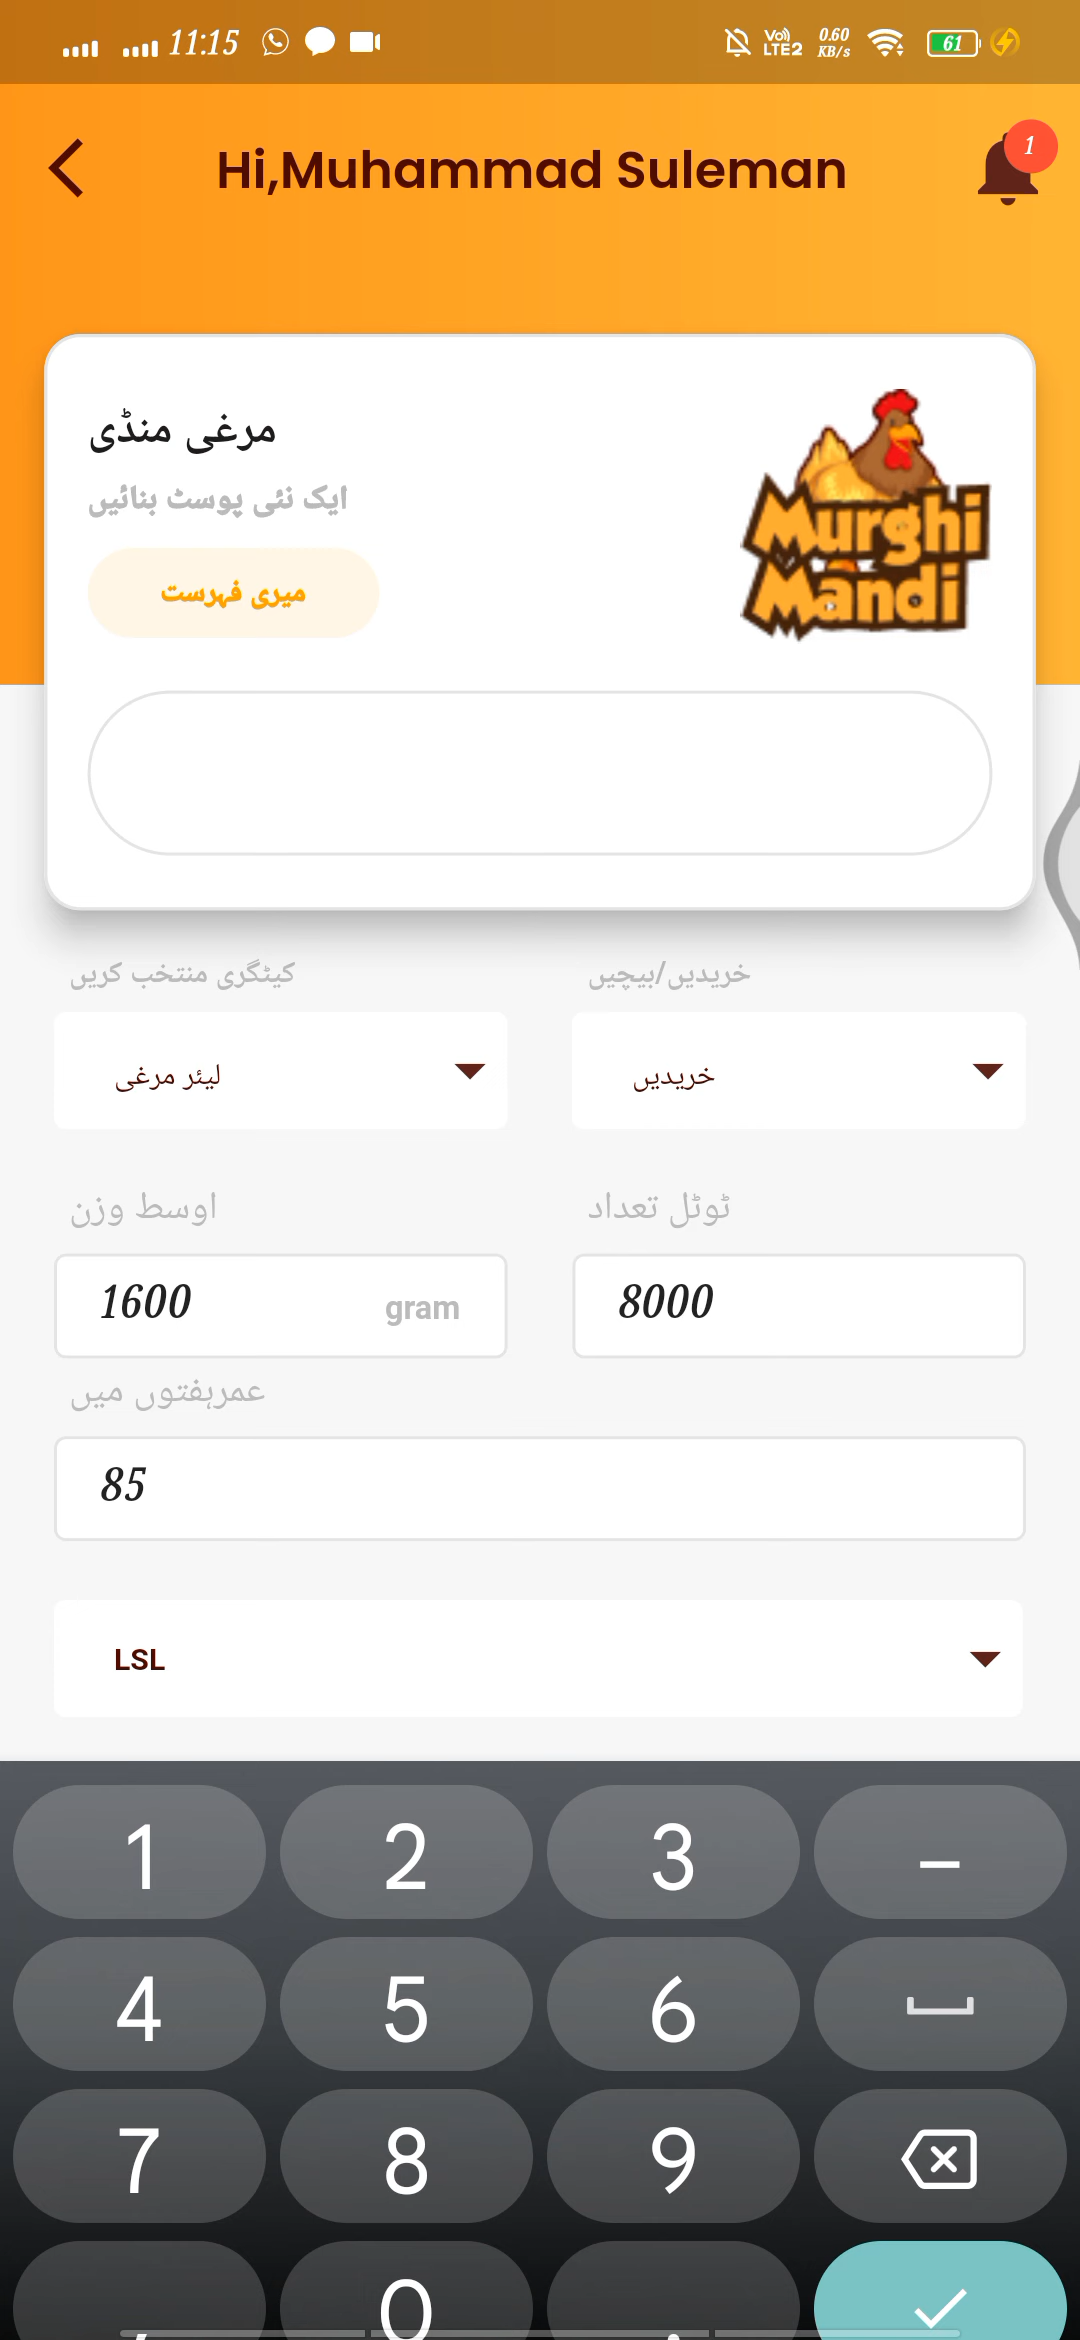 11:15 Vo)) LTE2 0.60 KB/s 61
Hi,Muhammad Suleman
1
مرغی منڈی
ایک نئی پوسٹ بنائیں
میری فہرست
Murghi
Mandi
کیٹگری منتخب کریں
خریدیں/بیچیں
لیئر مرغی
خریدیں
اوسط وزن
ٹوٹل تعداد
1600 gram
8000
عمرہفتوں میں
85
LSL
1 2 3 –
4 5 6
7 8 9
, 0 .